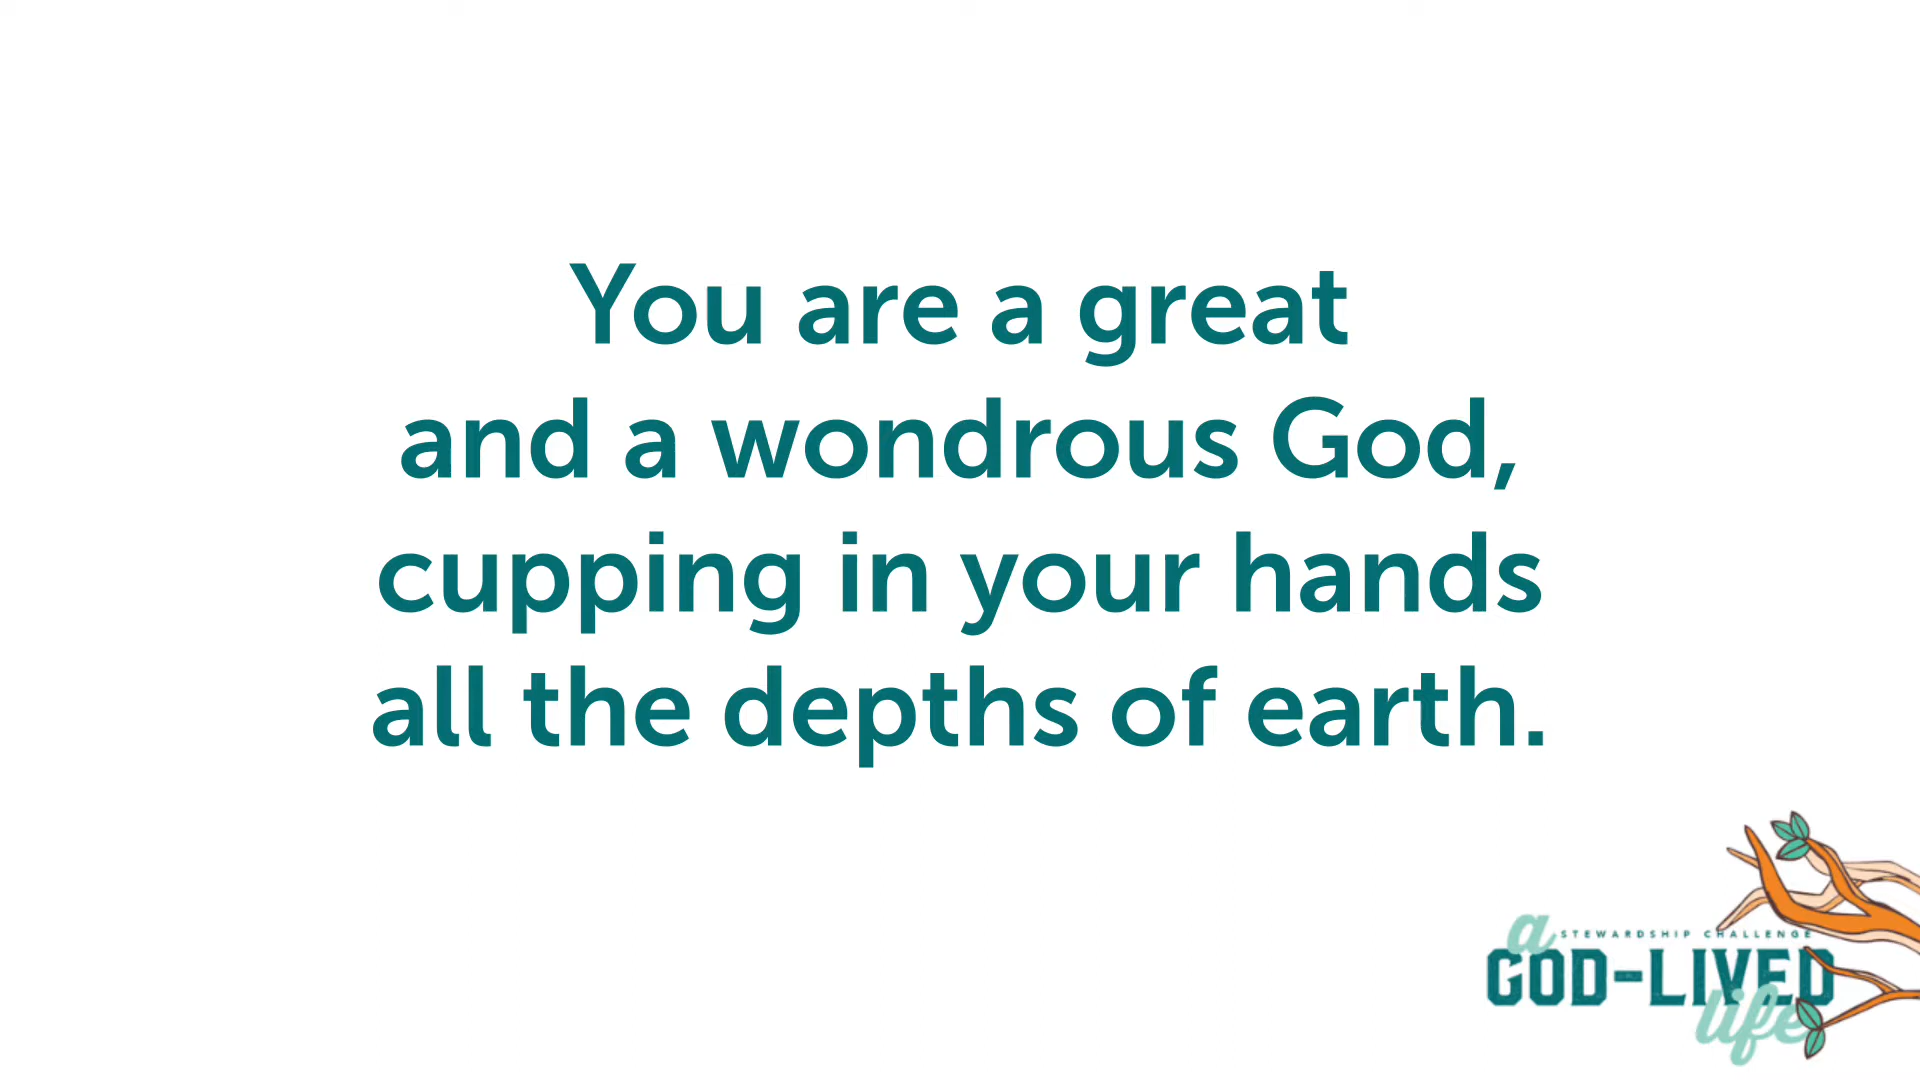 You are a great
and a wondrous God,
cupping in your hands
all the depths of earth.
a STEWARDSHIP CHALLENGE
GOD-LIVED
life